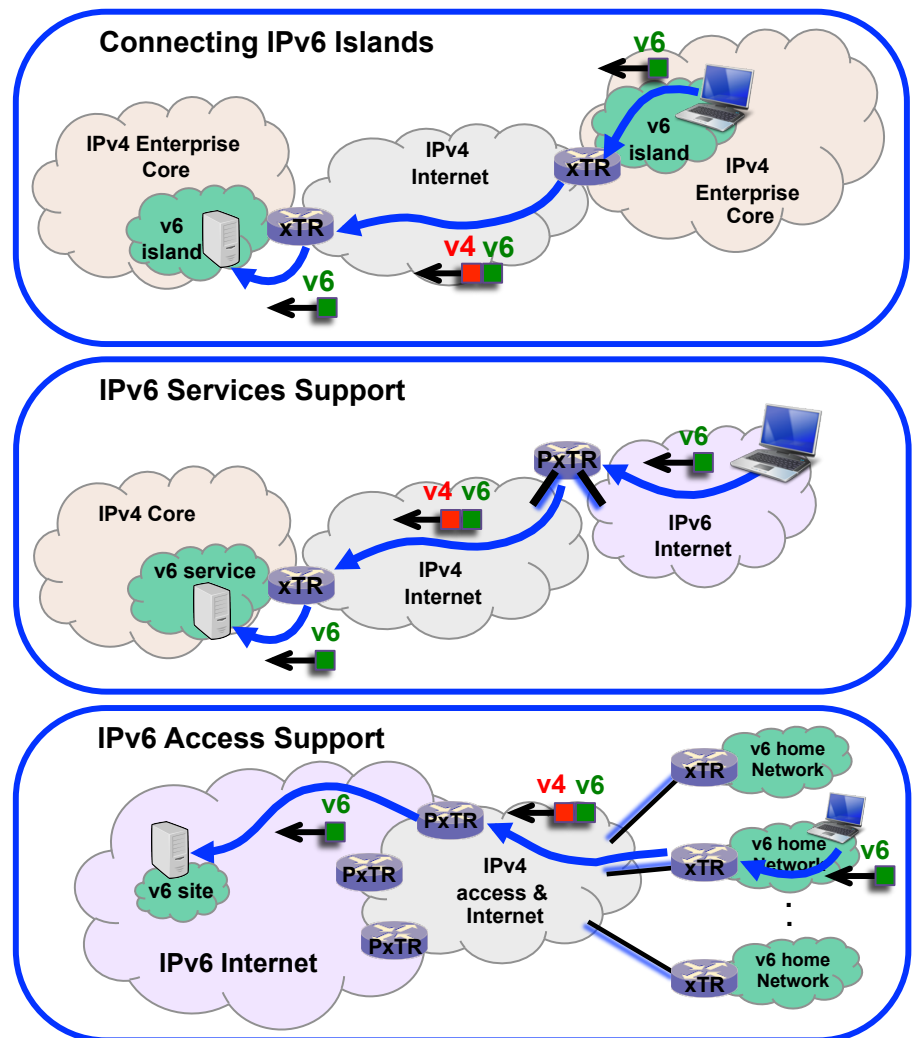 Connecting IPv6 Islands
v6
IPv4 Enterprise
Core
IPv4
Internet
xTR
v6
island
IPv4
Enterprise
Core
v6
island
xTR
v4 v6
v6
IPv6 Services Support
v6
PxTR
v4 v6
IPv4 Core
IPv6
Internet
v6 service
xTR
IPv4
Internet
v6
IPv6 Access Support
v6 home
Network
xTR
v4 v6
v6
PxTR
v6 home
Network
v6
xTR
IPv4
access &
Internet
PxTR
v6 site
PxTR
IPv6 Internet
v6 home
Network
xTR